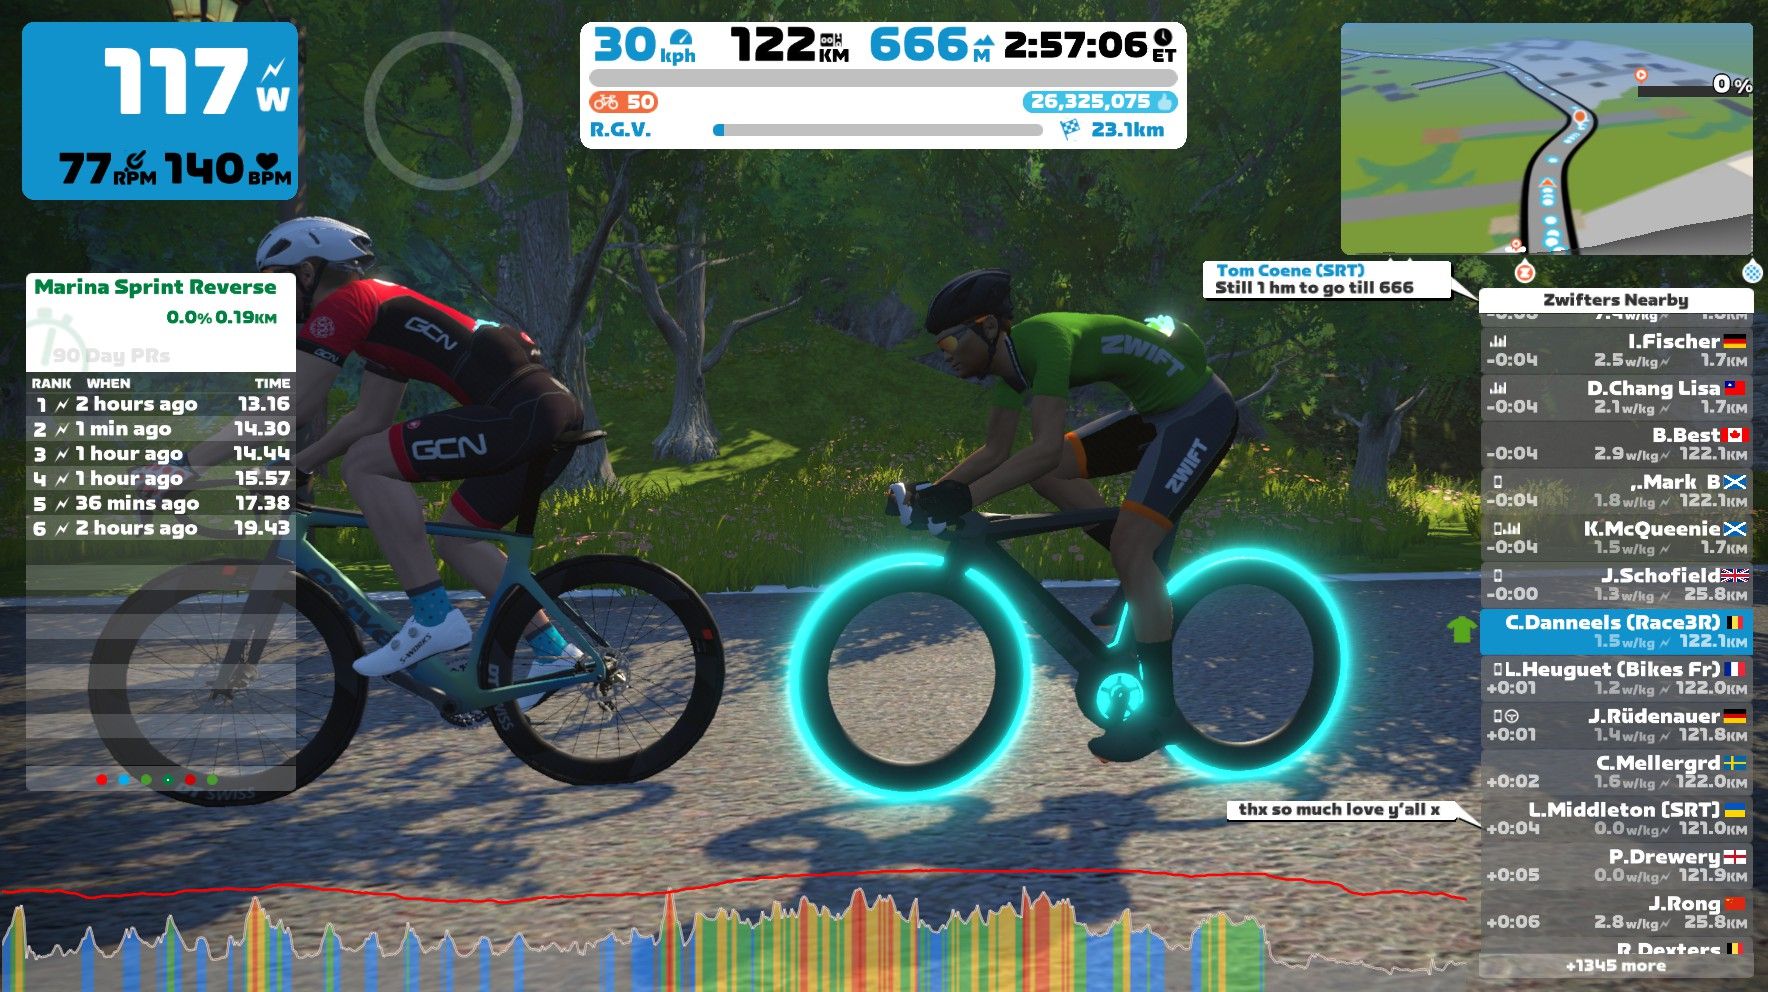 117 W
77 RPM 140 BPM
30 kph 122 KM 666 M 2:57:06 ET
50 26,325,075
R.G.V. 23.1km
0 %
Marina Sprint Reverse
0.0% 0.19KM
90 Day PRs
RANK WHEN TIME
1 2 hours ago 13.16
2 1 min ago 14.30
3 1 hour ago 14.44
4 1 hour ago 15.57
5 36 mins ago 17.38
6 2 hours ago 19.43
GCN
GCN
GCN
Cervélo
S-WORKS
DT SWISS
DT SWISS
ZWIFT
ZWIFT
Tom Coene (SRT)
Still 1 hm to go till 666
Zwifters Nearby
I.Fischer
-0:04 2.5w/kg 1.7KM
D.Chang Lisa
-0:04 2.1w/kg 1.7KM
B.Best
-0:04 2.9w/kg 122.1KM
,.Mark B
-0:04 1.8w/kg 122.1KM
K.McQueenie
-0:04 1.5w/kg 1.7KM
J.Schofield
-0:00 1.3w/kg 25.8KM
C.Danneels (Race3R)
1.5w/kg 122.1KM
L.Heuguet (Bikes Fr)
+0:01 1.2w/kg 122.0KM
J.Rüdenauer
+0:01 1.4w/kg 121.8KM
C.Mellergrd
+0:02 1.6w/kg 122.0KM
thx so much love y'all x
L.Middleton (SRT)
+0:04 0.0w/kg 121.0KM
P.Drewery
+0:05 0.0w/kg 121.9KM
J.Rong
+0:06 2.8w/kg 25.8KM
R.Dexters
+1345 more